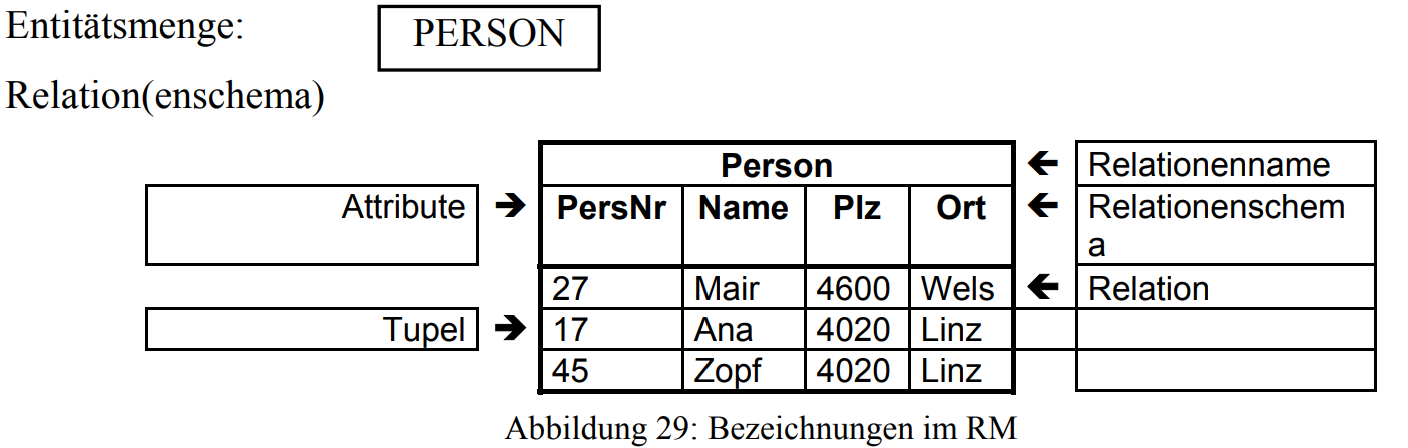 Entitätsmenge: PERSON
Relation(enschema)
Person ← Relationenname
Attribute → PersNr Name Plz Ort ← Relationenschem
a
27 Mair 4600 Wels ← Relation
Tupel → 17 Ana 4020 Linz
45 Zopf 4020 Linz
Abbildung 29: Bezeichnungen im RM